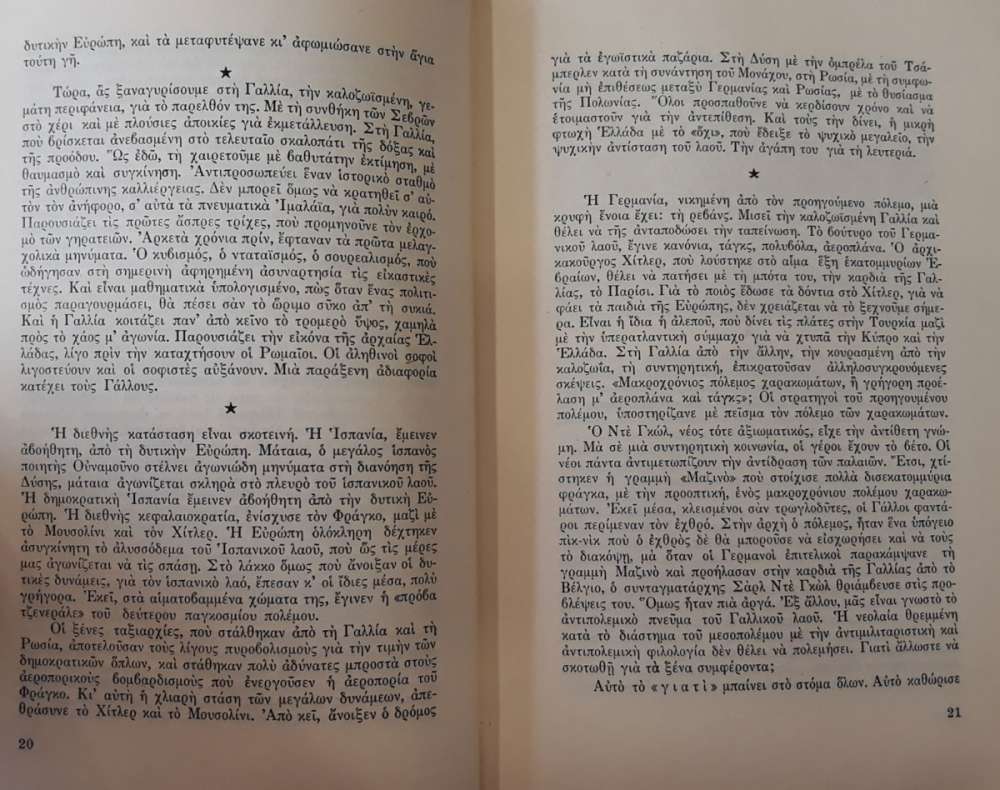 δυτικὴν Εὐρώπη, καὶ τὰ μεταφυτέψανε κι' ἀφομιώσανε στὴν ἅγια
τούτη γῆ.
★
Τώρα, ἄς ξαναγυρίσουμε στὴ Γαλλία, τὴν καλοζωϊσμένη, γε-
μάτη περιφάνεια, γιὰ τὸ παρελθόν της. Μὲ τὴ συνθήκη τῶν Σεβρῶν
στὸ χέρι καὶ μὲ πλούσιες ἀποικίες γιὰ ἐκμετάλλευση. Στὴ Γαλλία,
ποὺ βρίσκεται ἀνεβασμένη στὸ τελευταῖο σκαλοπάτι τῆς δόξας καὶ
τῆς προόδου. Ὥς ἐδῶ, τὴ χαιρετοῦμε μὲ βαθυτάτην ἐκτίμηση, μὲ
θαυμασμὸ καὶ συγκίνηση. Ἀντιπροσωπεύει ἕναν ἱστορικὸ σταθμὸ
τῆς ἀνθρώπινης καλλιέργειας. Δὲν μπορεῖ ὅμως νὰ κρατηθεῖ σ' αὐ-
τὸν τὸν ἀνήφορο, σ' αὐτὰ τὰ πνευματικὰ Ἱμαλάϊα, γιὰ πολὺν καιρό.
Παρουσιάζει τὶς πρῶτες ἄσπρες τρίχες, ποὺ προμηνοῦνε τὸν ἐρχο-
μὸ τῶν γηρατειῶν. Ἀρκετὰ χρόνια πρίν, ἔφταναν τὰ πρῶτα μελαγ-
χολικὰ μηνύματα. Ὁ κυβισμός, ὁ νταταϊσμός, ὁ σουρεαλισμός, ποὺ
ὡδήγησαν στὴ σημερινὴ ἀφηρημένη ἀσυναρτησία τὶς εἰκαστικὲς
τέχνες. Καὶ εἶναι μαθηματικὰ ὑπολογισμένο, πὼς ὅταν ἕνας πολιτι-
σμὸς παραγουρμάσει, θὰ πέσει σὰν τὸ ὥριμο σῦκο ἀπ' τὴ συκιά.
Καὶ ἡ Γαλλία κοιτάζει παν' ἀπὸ κεῖνο τὸ τρομερὸ ὕψος, χαμηλὰ
πρὸς τὸ χάος μ' ἀγωνία. Παρουσιάζει τὴν εἰκόνα τῆς ἀρχαίας Ἑλ-
λάδας, λίγο πρὶν τὴν καταχτήσουν οἱ Ρωμαῖοι. Οἱ ἀληθινοὶ σοφοὶ
λιγοστεύουν καὶ οἱ σοφιστὲς αὐξάνουν. Μιὰ παράξενη ἀδιαφορία
κατέχει τοὺς Γάλλους.
★
Ἡ διεθνὴς κατάσταση εἶναι σκοτεινή. Ἡ Ἱσπανία, ἔμεινεν
ἀβοήθητη, ἀπὸ τὴ δυτικὴν Εὐρώπη. Μάταια, ὁ μεγάλος ἱσπανὸς
ποιητὴς Οὐναμοῦνο στέλνει ἀγωνιώδη μηνύματα στὴ διανόηση τῆς
Δύσης, μάταια ἀγωνίζεται σκληρὰ στὸ πλευρὸ τοῦ ἱσπανικοῦ λαοῦ.
Ἡ δημοκρατικὴ Ἱσπανία ἔμεινεν ἀβοήθητη ἀπὸ τὴν δυτικὴ Εὐ-
ρώπη. Ἡ διεθνὴς κεφαλαιοκρατία, ἐνίσχυσε τὸν Φράγκο, μαζὶ μὲ
τὸ Μουσολίνι καὶ τὸν Χίτλερ. Ἡ Εὐρώπη ὁλόκληρη δέχτηκεν
ἀσυγκίνητη τὸ ἀλυσσόδεμα τοῦ Ἱσπανικοῦ λαοῦ, ποὺ ὣς τὶς μέρες
μας ἀγωνίζεται νὰ τὶς σπάσῃ. Στὸ λάκκο ὅμως ποὺ ἄνοιξαν οἱ δυ-
τικὲς δυνάμεις, γιὰ τὸν ἱσπανικὸ λαό, ἔπεσαν κ' οἱ ἴδιες μέσα, πολὺ
γρήγορα. Ἐκεῖ, στὰ αἱματοβαμμένα χώματα της, ἔγινεν ἡ «πρόβα
τζενεράλε» τοῦ δεύτερου παγκοσμίου πολέμου.
Οἱ ξένες ταξιαρχίες, ποὺ στάλθηκαν ἀπὸ τὴ Γαλλία καὶ τὴ
Ρωσία, ἀποτελοῦσαν τοὺς λίγους πυροβολισμοὺς γιὰ τὴν τιμὴν τῶν
δημοκρατικῶν ὅπλων, καὶ στάθηκαν πολὺ ἀδύνατες μπροστὰ στοὺς
ἀεροπορικοὺς βομβαρδισμοὺς ποὺ ἐνεργοῦσεν ἡ ἀεροπορία τοῦ
Φράγκο. Κι' αὐτὴ ἡ χλιαρὴ στάση τῶν μεγάλων δυνάμεων, ἀπε-
θράσυνε τὸ Χίτλερ καὶ τὸ Μουσολίνι. Ἀπὸ κεῖ, ἄνοιξεν ὁ δρόμος
20
γιὰ τὰ ἐγωϊστικὰ παζάρια. Στὴ Δύση μὲ τὴν ὀμπρέλα τοῦ Τσά-
μπερλεν κατὰ τὴ συνάντηση τοῦ Μονάχου, στὴ Ρωσία, μὲ τὴ συμφω-
νία μὴ ἐπιθέσεως μεταξὺ Γερμανίας καὶ Ρωσίας, μὲ τὸ θυσίασμα
τῆς Πολωνίας. Ὅλοι προσπαθοῦνε νὰ κερδίσουν χρόνο καὶ νὰ
ἑτοιμαστοῦν γιὰ τὴν ἀντεπίθεση. Καὶ τοὺς τὴν δίνει, ἡ μικρὴ
φτωχὴ Ἑλλάδα μὲ τὸ «ὄχι», ποὺ ἔδειξε τὸ ψυχικὸ μεγαλεῖο, τὴν
ψυχικὴν ἀντίσταση τοῦ λαοῦ. Τὴν ἀγάπη του γιὰ τὴ λευτεριά.
★
Ἡ Γερμανία, νικημένη ἀπὸ τὸν προηγούμενο πόλεμο, μιὰ
κρυφὴ ἔνοια ἔχει: τὴ ρεβάνς. Μισεῖ τὴν καλοζωϊσμένη Γαλλία καὶ
θέλει νὰ τῆς ἀνταποδώσει τὴν ταπείνωση. Τὸ βούτυρο τοῦ Γερμα-
νικοῦ λαοῦ, ἔγινε κανόνια, τάγκς, πολυβόλα, ἀεροπλάνα. Ὁ ἀρχι-
κακοῦργος Χίτλερ, ποὺ λούστηκε στὸ αἷμα ἕξη ἑκατομμυρίων Ἑ-
βραίων, θέλει νὰ πατήσει μὲ τὴ μπότα του, τὴν καρδιὰ τῆς Γαλ-
λίας, τὸ Παρίσι. Γιὰ τὸ ποιὸς ἔδωσε τὰ δόντια στὸ Χίτλερ, γιὰ νὰ
φάει τὰ παιδιὰ τῆς Εὐρώπης, δὲν χρειάζεται νὰ τὸ ξεχνοῦμε σήμε-
ρα. Εἶναι ἡ ἴδια ἡ ἀλεποῦ, ποὺ δίνει τὶς πλάτες στὴν Τουρκία μαζὶ
μὲ τὴν ὑπερατλαντικὴ σύμμαχο γιὰ νὰ χτυπᾶ τὴν Κύπρο καὶ τὴν
Ἑλλάδα. Στὴ Γαλλία ἀπὸ τὴν ἄλλην, τὴν κουρασμένη ἀπὸ τὴν
καλοζωία, τὴ συντηρητική, ἐπικρατοῦσαν ἀλληλοσυγκρουόμενες
σκέψεις. «Μακροχρόνιος πόλεμος χαρακωμάτων, ἢ γρήγορη προέ-
λαση μ' ἀεροπλάνα καὶ τάγκς»; Οἱ στρατηγοὶ τοῦ προηγουμένου
πολέμου, ὑποστηρίζανε μὲ πεῖσμα τὸν πόλεμο τῶν χαρακωμάτων.
Ὁ Ντὲ Γκώλ, νέος τότε ἀξιωματικός, εἶχε τὴν ἀντίθετη γνώ-
μη. Μὰ σὲ μιὰ συντηρητικὴ κοινωνία, οἱ γέροι ἔχουν τὸ βέτο. Οἱ
νέοι πάντα ἀντιμετωπίζουν τὴν ἀντίδραση τῶν παλαιῶν. Ἔτσι, χτί-
στηκεν ἡ γραμμὴ «Μαζινὸ» ποὺ στοίχισε πολλὰ δισεκατομμύρια
φράγκα, μὲ τὴν προοπτική, ἑνὸς μακροχρόνιου πολέμου χαρακω-
μάτων. Ἐκεῖ μέσα, κλεισμένοι σὰν τρωγλοδύτες, οἱ Γάλλοι φαντά-
ροι περίμεναν τὸν ἐχθρό. Στὴν ἀρχὴ ὁ πόλεμος, ἦταν ἕνα ὑπόγειο
πὶκ-νὶκ ποὺ ὁ ἐχθρὸς δὲ θὰ μποροῦσε νὰ εἰσχωρήσει καὶ νὰ τοὺς
τὸ διακόψῃ, μὰ ὅταν οἱ Γερμανοὶ ἐπιτελικοὶ παρακάμψανε τὴ
γραμμὴ Μαζινὸ καὶ προήλασαν στὴν καρδιὰ τῆς Γαλλίας ἀπὸ τὸ
Βέλγιο, ὁ συνταγματάρχης Σὰρλ Ντὲ Γκὼλ θριάμβευσε στὶς προ-
βλέψεις του. Ὅμως ἦταν πιὰ ἀργά. Ἐξ ἄλλου, μᾶς εἶναι γνωστὸ τὸ
ἀντιπολεμικὸ πνεῦμα τοῦ Γαλλικοῦ λαοῦ. Ἡ νεολαία θρεμμένη
κατὰ τὸ διάστημα τοῦ μεσοπολέμου μὲ τὴν ἀντιμιλιταριστικὴ καὶ
ἀντιπολεμικὴ φιλολογία δὲν θέλει νὰ πολεμήσει. Γιατὶ ἄλλωστε νὰ
σκοτωθῇ γιὰ τὰ ξένα συμφέροντα;
Αὐτὸ τὸ «γιατὶ» μπαίνει στὸ στόμα ὅλων. Αὐτὸ καθώρισε
21